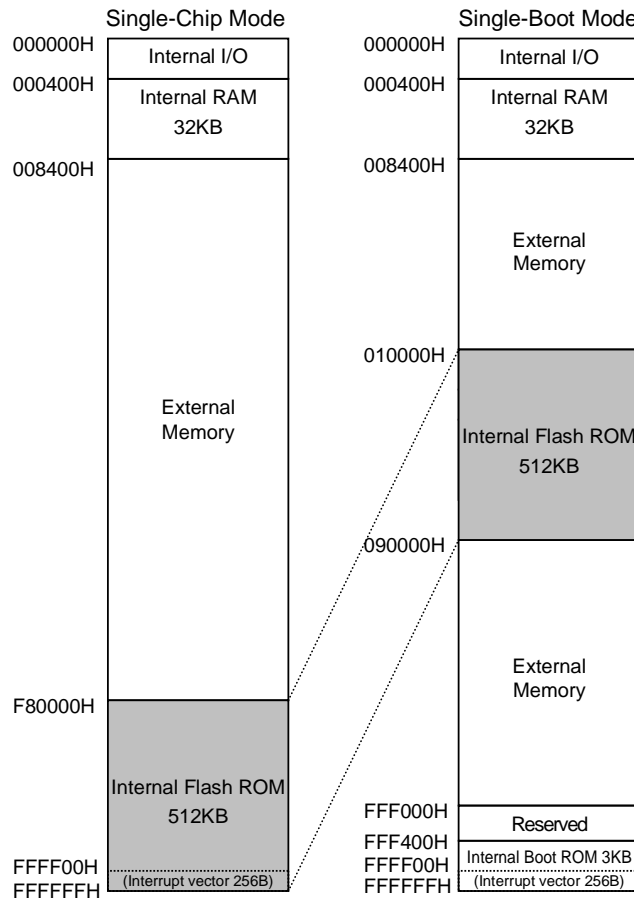 Single-Chip Mode
000000H
Internal I/O
000400H
Internal RAM
32KB
008400H
External
Memory
F80000H
Internal Flash ROM
512KB
FFFF00H
(Interrupt vector 256B)
FFFFFFH
Single-Boot Mode
000000H
Internal I/O
000400H
Internal RAM
32KB
008400H
External
Memory
010000H
Internal Flash ROM
512KB
090000H
External
Memory
FFF000H
Reserved
FFF400H
Internal Boot ROM 3KB
FFFF00H
(Interrupt vector 256B)
FFFFFFH